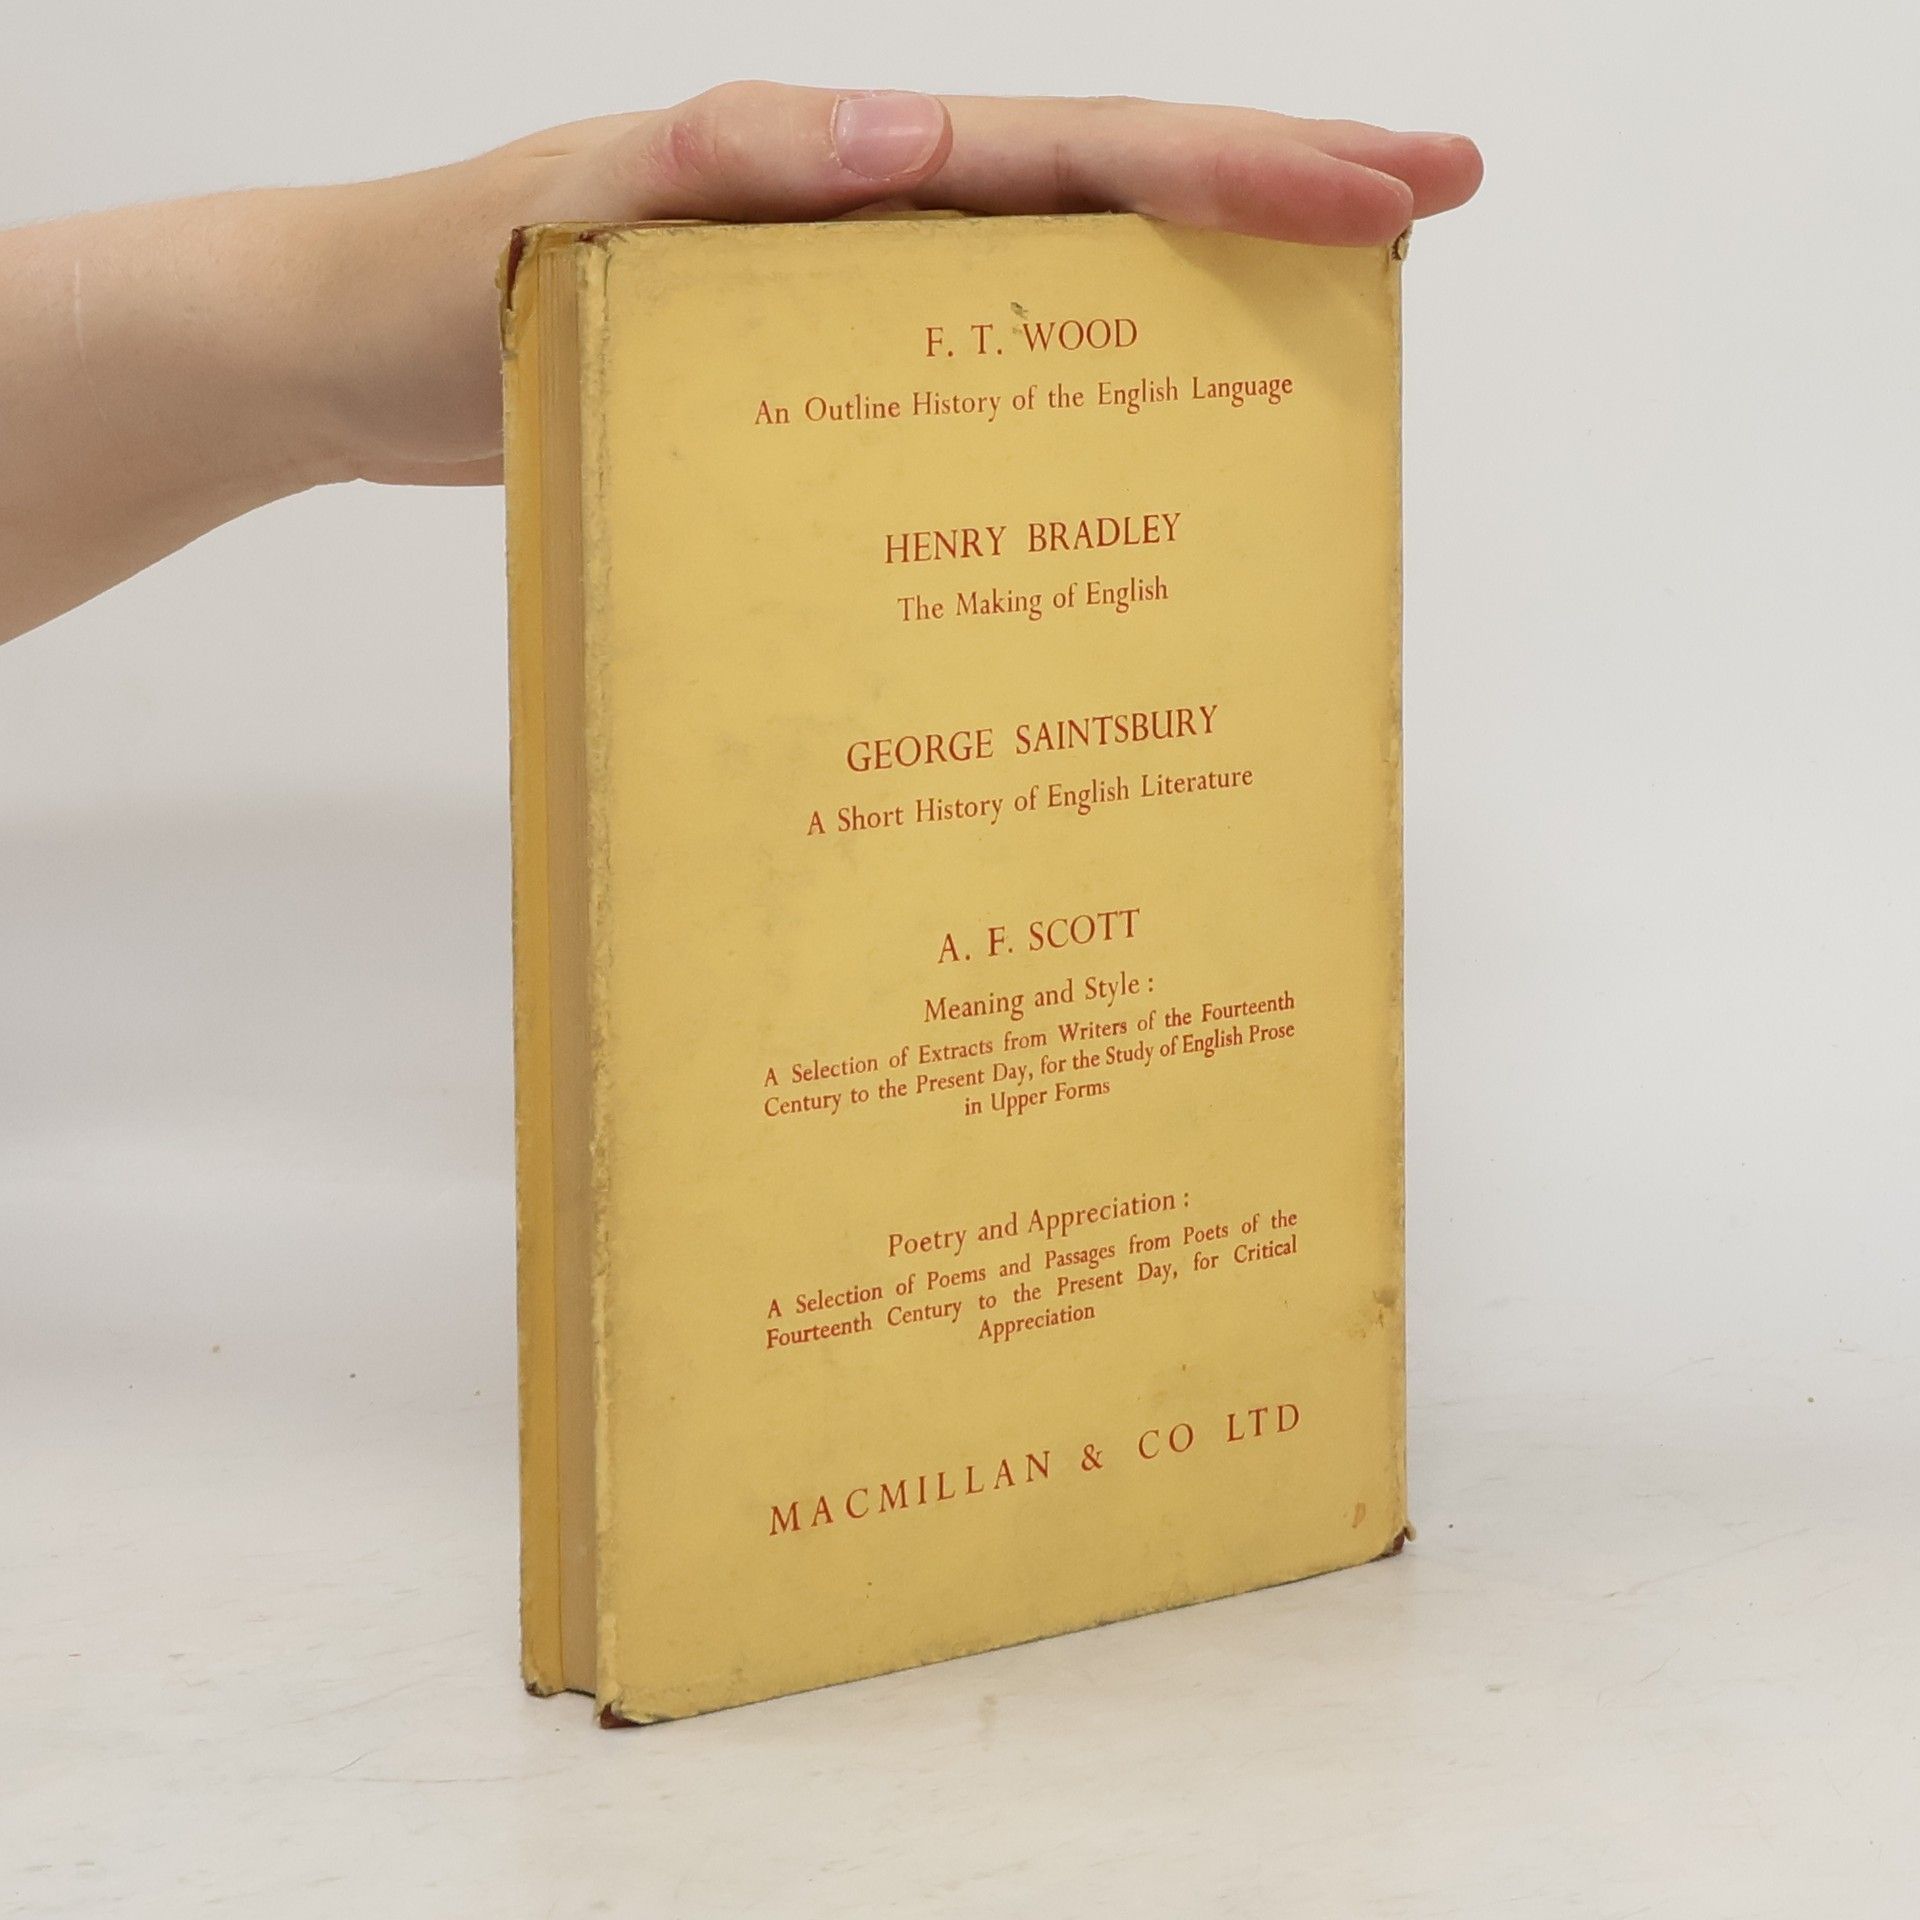 F. T. WOOD
An Outline History of the English Language
HENRY BRADLEY
The Making of English
GEORGE SAINTSBURY
A Short History of English Literature
A. F. SCOTT
Meaning and Style :
A Selection of Extracts from Writers of the Fourteenth
Century to the Present Day, for the Study of English Prose
in Upper Forms
Poetry and Appreciation :
A Selection of Poems and Passages from Poets of the
Fourteenth Century to the Present Day, for Critical
Appreciation
MACMILLAN & CO LTD